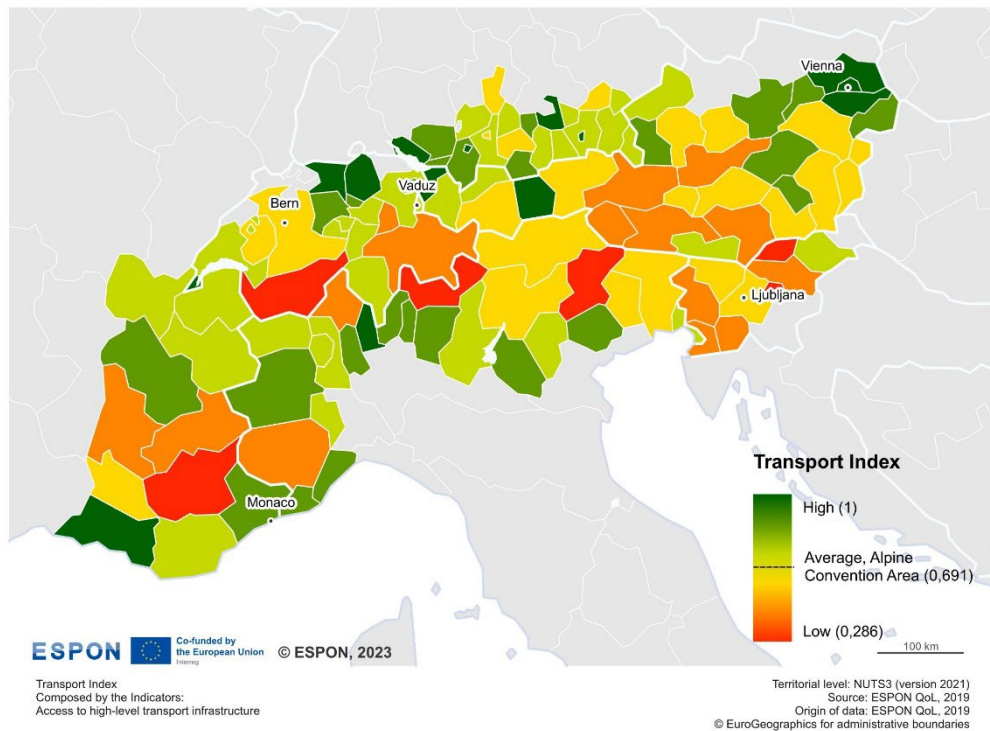 Vienna
Vaduz
Bern
Ljubljana
Monaco
Transport Index
High (1)
Average, Alpine
Convention Area (0,691)
Low (0,286)
100 km
ESPON
Co-funded by
the European Union
Interreg
© ESPON, 2023
Transport Index
Composed by the Indicators:
Access to high-level transport infrastructure
Territorial level: NUTS3 (version 2021)
Source: ESPON QoL, 2019
Origin of data: ESPON QoL, 2019
© EuroGeographics for administrative boundaries